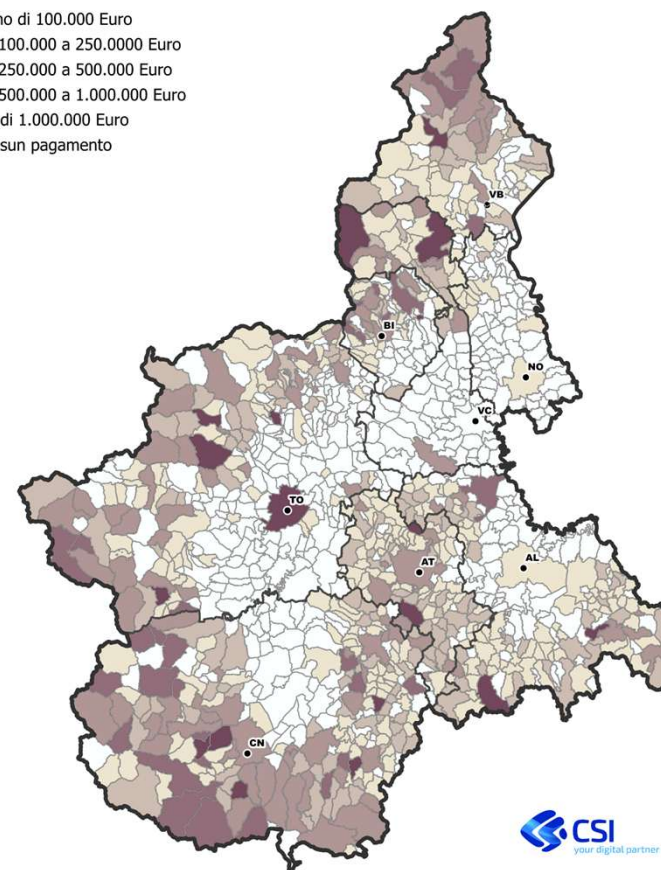 no di 100.000 Euro
100.000 a 250.0000 Euro
250.000 a 500.000 Euro
500.000 a 1.000.000 Euro
di 1.000.000 Euro
sun pagamento
VB
BI
NO
VC
TO
AT
AL
CN
CSI
your digital partner